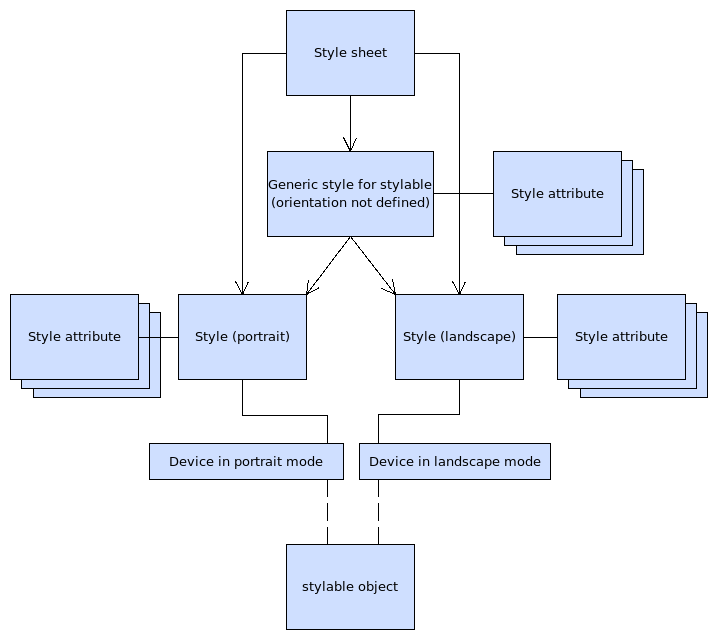 Style sheet
Generic style for stylable
(orientation not defined)
Style attribute
Style attribute
Style (portrait)
Style (landscape)
Style attribute
Device in portrait mode
Device in landscape mode
stylable object